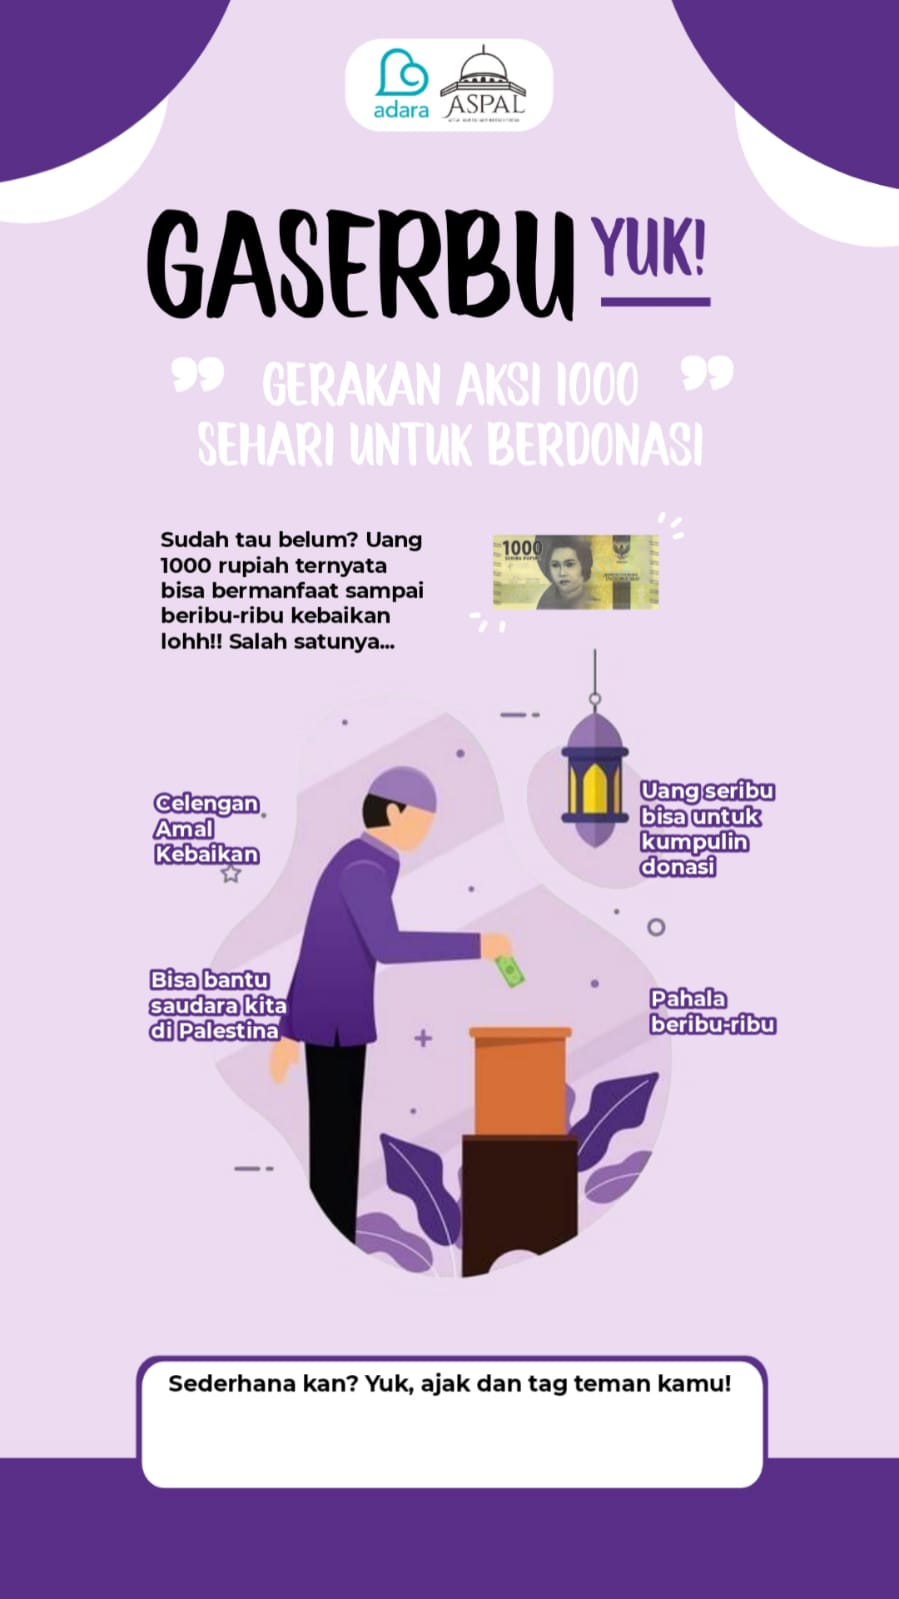 adara
ASPAL
GASERBU YUK!
" GERAKAN AKSI 1000 "
SEHARI UNTUK BERDONASI
Sudah tau belum? Uang
1000 rupiah ternyata
bisa bermanfaat sampai
beribu-ribu kebaikan
lohh!! Salah satunya...
1000
Celengan
Amal
Kebaikan
Uang seribu
bisa untuk
kumpulin
donasi
Bisa bantu
saudara kita
di Palestina
Pahala
beribu-ribu
Sederhana kan? Yuk, ajak dan tag teman kamu!